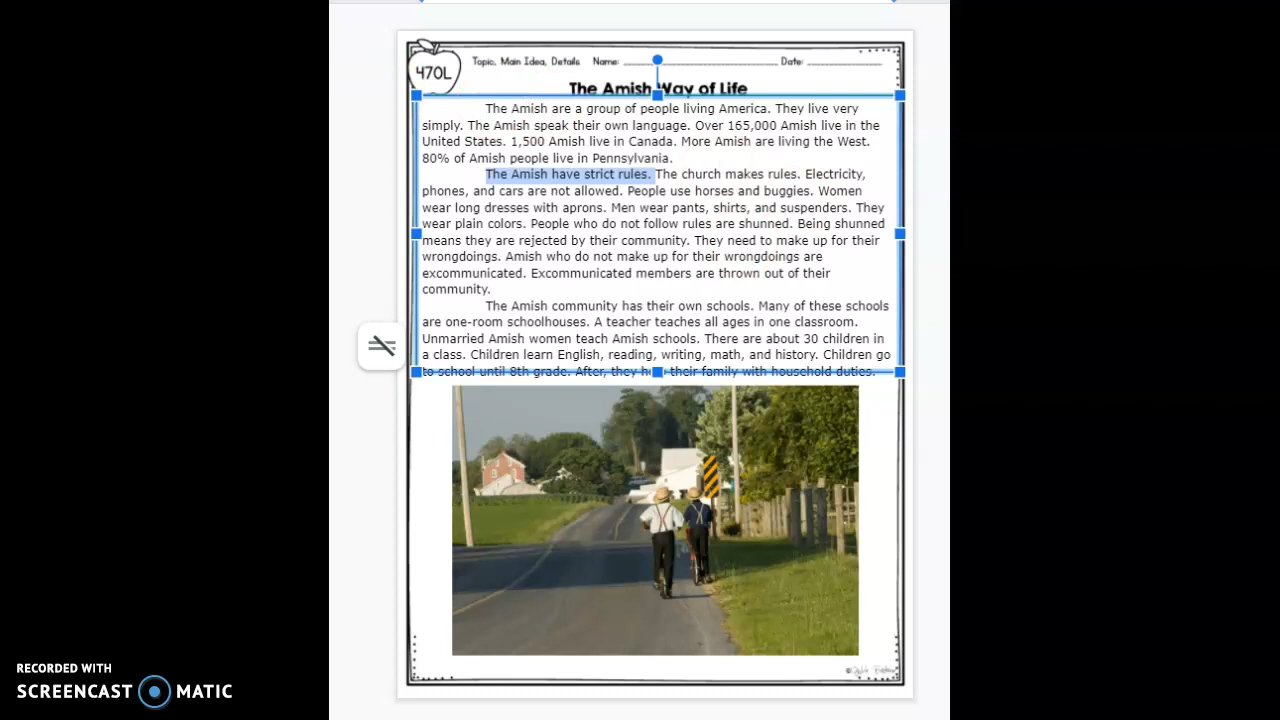 470L
Topic, Main Idea, Details Name: Date:
The Amish Way of Life
The Amish are a group of people living America. They live very
simply. The Amish speak their own language. Over 165,000 Amish live in the
United States. 1,500 Amish live in Canada. More Amish are living the West.
80% of Amish people live in Pennsylvania.
The Amish have strict rules. The church makes rules. Electricity,
phones, and cars are not allowed. People use horses and buggies. Women
wear long dresses with aprons. Men wear pants, shirts, and suspenders. They
wear plain colors. People who do not follow rules are shunned. Being shunned
means they are rejected by their community. They need to make up for their
wrongdoings. Amish who do not make up for their wrongdoings are
excommunicated. Excommunicated members are thrown out of their
community.
The Amish community has their own schools. Many of these schools
are one-room schoolhouses. A teacher teaches all ages in one classroom.
Unmarried Amish women teach Amish schools. There are about 30 children in
a class. Children learn English, reading, writing, math, and history. Children go
to school until 8th grade. After, they their family with household duties.
RECORDED WITH
SCREENCAST MATIC